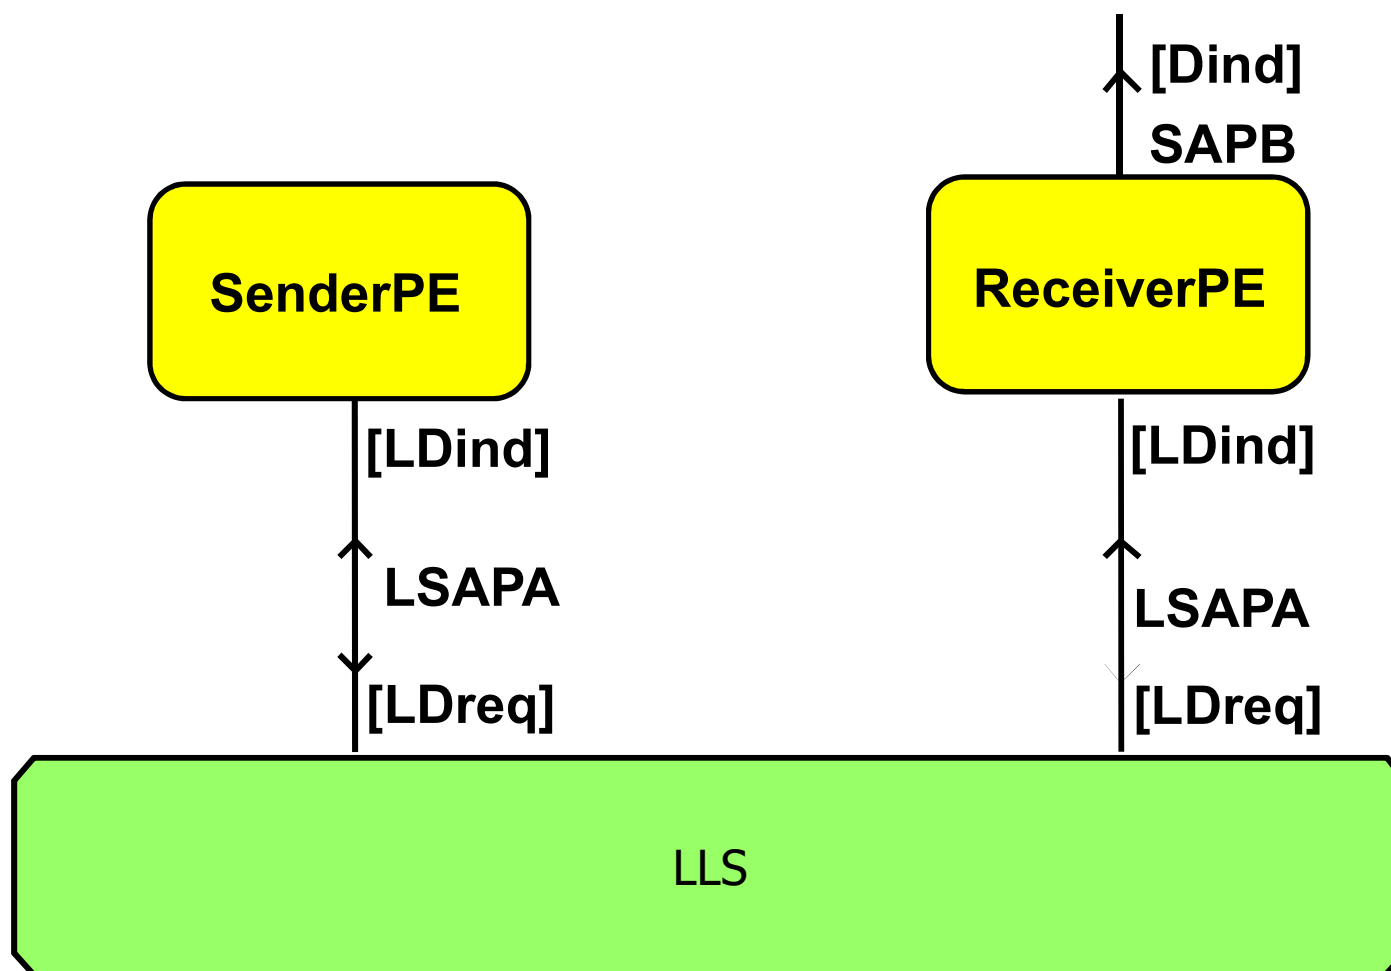 [Dind]
SAPB
SenderPE
ReceiverPE
[LDind]
[LDind]
LSAPA
LSAPA
[LDreq]
[LDreq]
LLS